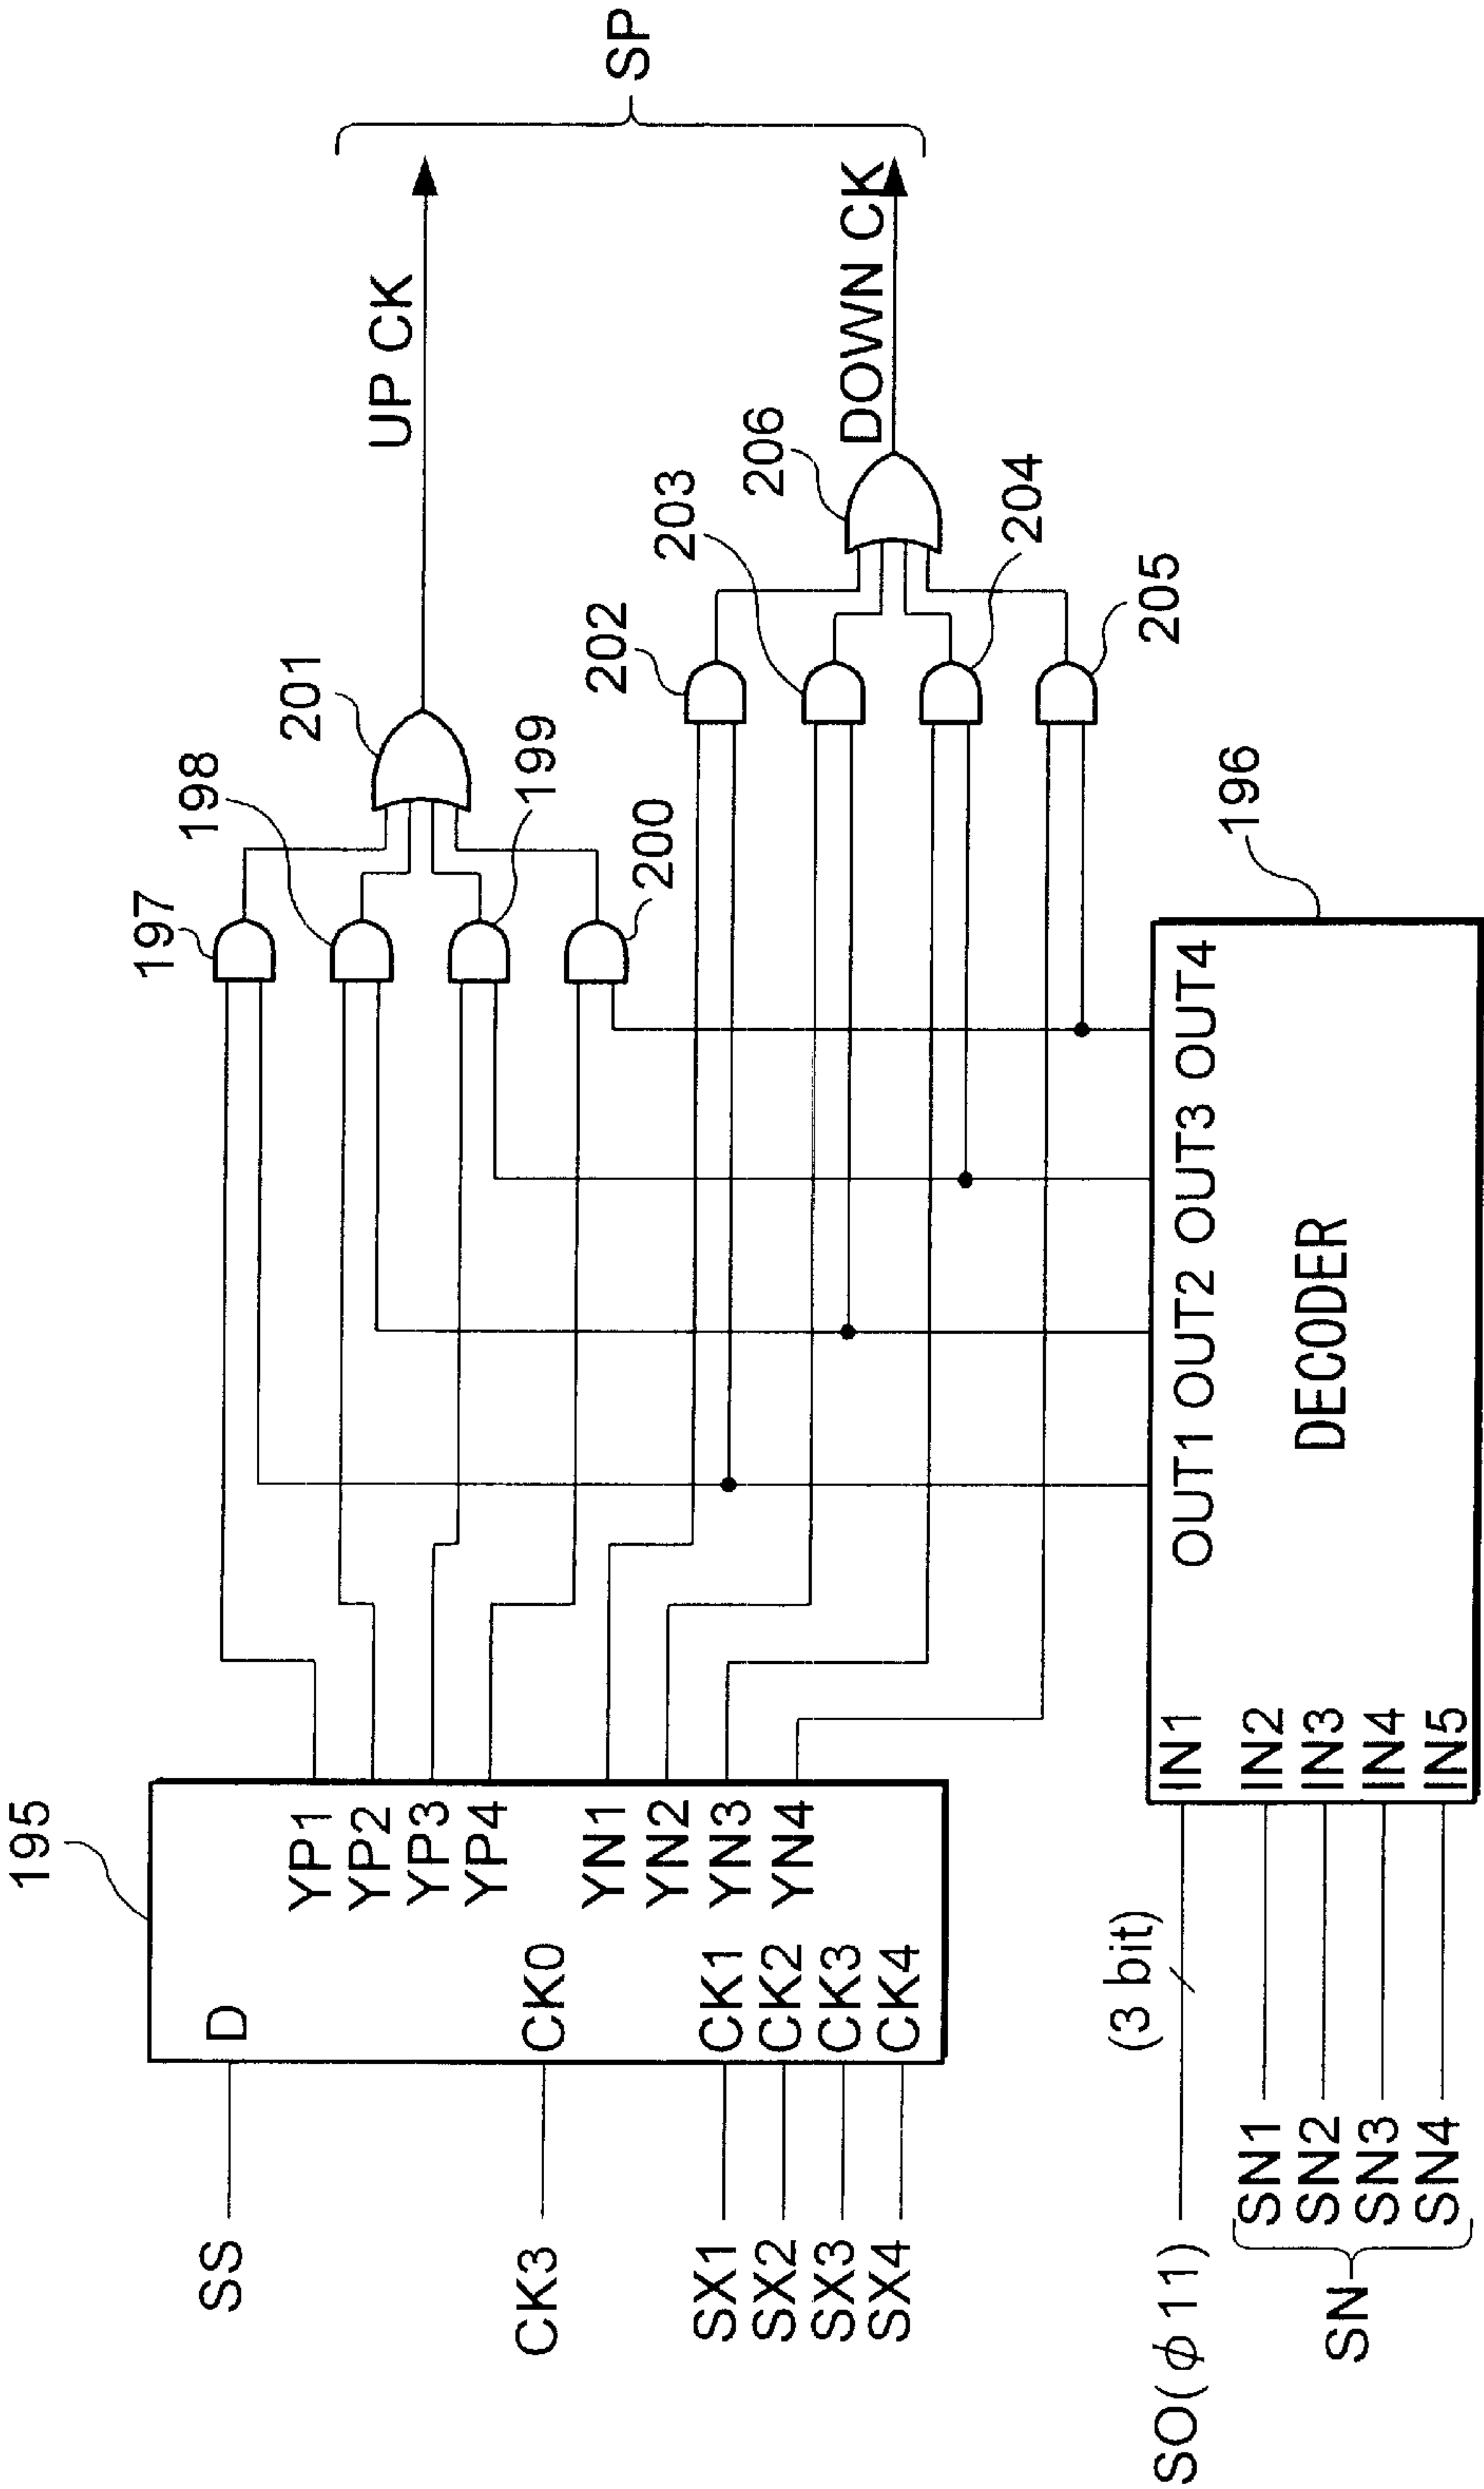 195
SS
D
CK3
CK0
SX1
SX2
SX3
SX4
CK1
CK2
CK3
CK4
YP1
YP2
YP3
YP4
YN1
YN2
YN3
YN4
197
198
199
200
201
UP CK
202
203
204
205
206
DOWN CK
SP
SO(ϕ11)
(3 bit)
SN
SN1
SN2
SN3
SN4
IN1
IN2
IN3
IN4
IN5
OUT1 OUT2 OUT3 OUT4
DECODER
196